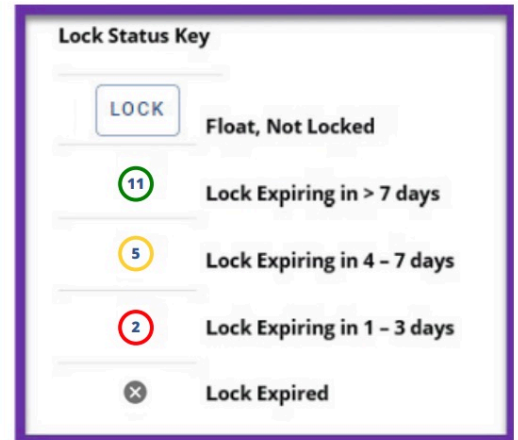 Lock Status Key
LOCK Float, Not Locked
11 Lock Expiring in > 7 days
5 Lock Expiring in 4 – 7 days
2 Lock Expiring in 1 – 3 days
Lock Expired